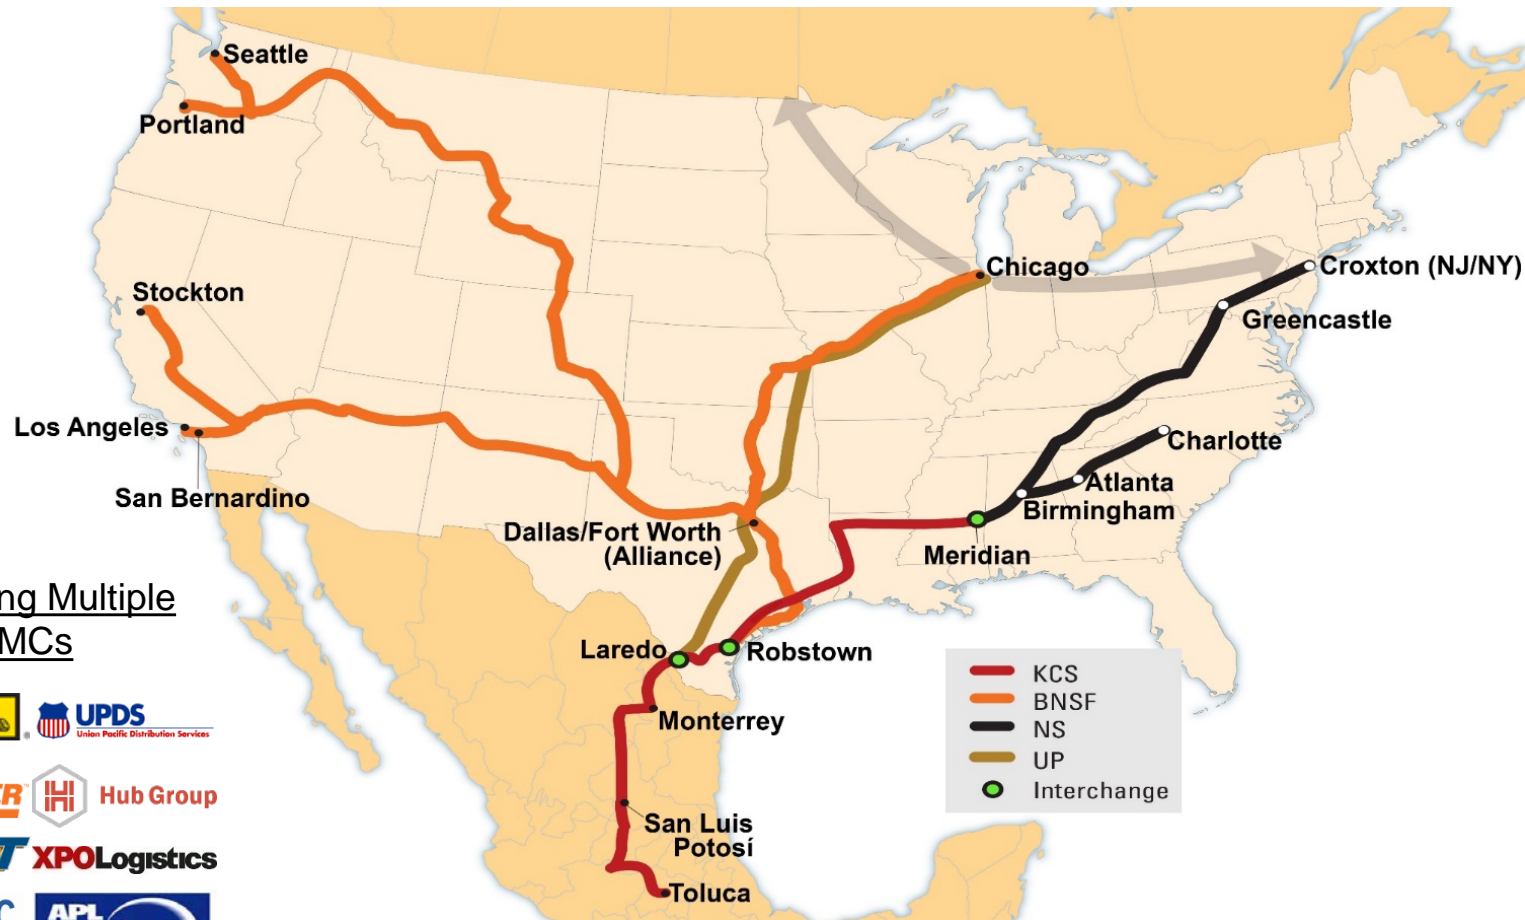 Seattle
Portland
Stockton
Los Angeles
San Bernardino
Chicago
Croxton (NJ/NY)
Greencastle
Charlotte
Atlanta
Birmingham
Meridian
Dallas/Fort Worth
(Alliance)
Laredo
Robstown
Monterrey
San Luis
Potosí
Toluca
KCS
BNSF
NS
UP
Interchange
ng Multiple
MCs
UPDS
Union Pacific Distribution Services
ER
Hub Group
T
XPOLogistics
C
APL